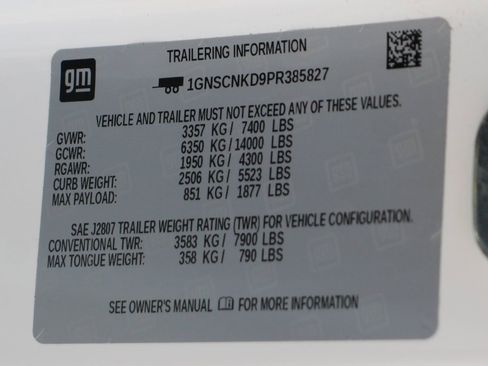 gm
TRAILERING INFORMATION
1GNSCNKD9PR385827
VEHICLE AND TRAILER MUST NOT EXCEED ANY OF THESE VALUES.
GVWR: 3357 KG / 7400 LBS
GCWR: 6350 KG / 14000 LBS
RGAWR: 1950 KG / 4300 LBS
CURB WEIGHT: 2506 KG / 5523 LBS
MAX PAYLOAD: 851 KG / 1877 LBS
SAE J2807 TRAILER WEIGHT RATING (TWR) FOR VEHICLE CONFIGURATION.
CONVENTIONAL TWR: 3583 KG / 7900 LBS
MAX TONGUE WEIGHT: 358 KG / 790 LBS
SEE OWNER'S MANUAL FOR MORE INFORMATION